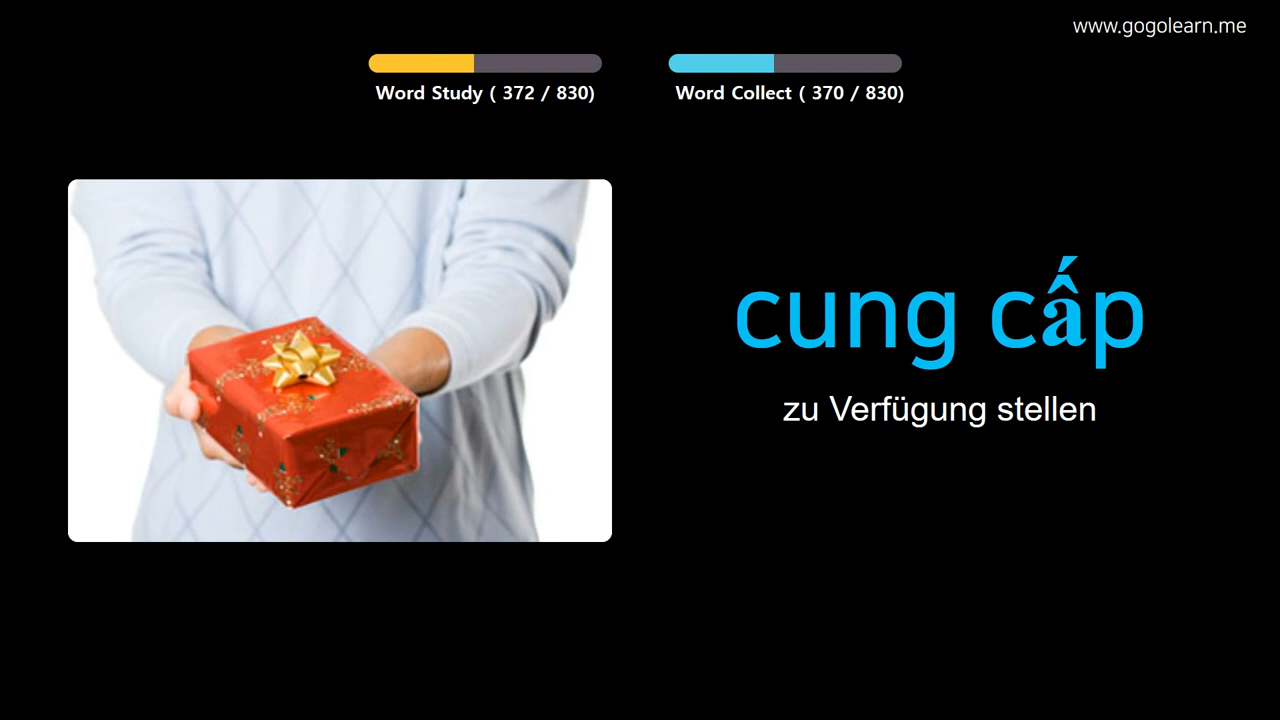 www.gogolearn.me
Word Study ( 372 / 830)
Word Collect ( 370 / 830)
cung cấp
zu Verfügung stellen